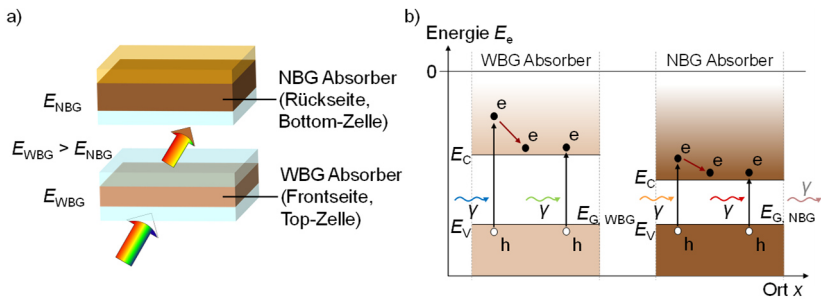 a)
E_NBG
NBG Absorber
(Rückseite,
Bottom-Zelle)
E_WBG > E_NBG
E_WBG
WBG Absorber
(Frontseite,
Top-Zelle)
b)
Energie E_e
WBG Absorber
NBG Absorber
0
e
e
e
e
e
e
E_C
E_C
γ
γ
γ
γ
γ
E_G, WBG
E_G, NBG
E_V
E_V
h
h
h
h
Ort x